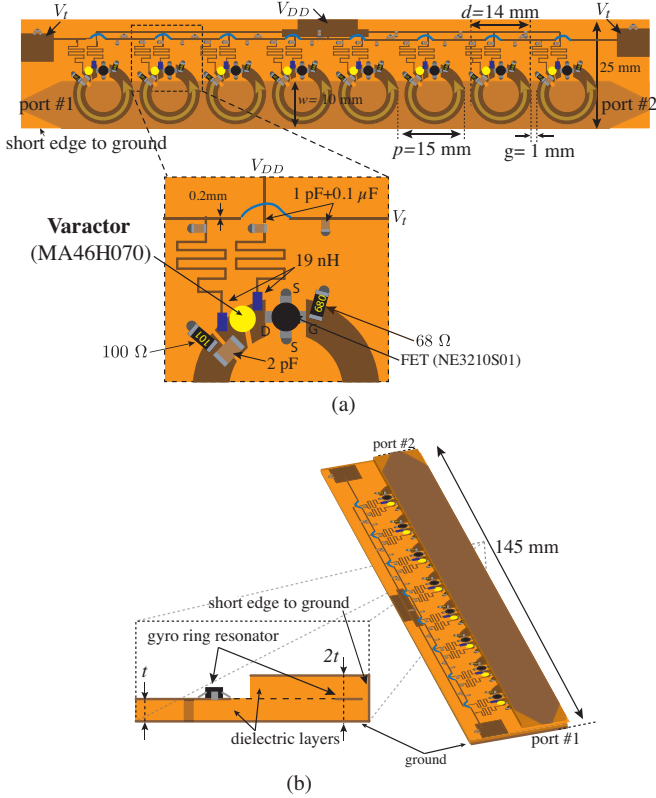 V_t
V_DD
d=14 mm
V_t
25 mm
port #1
w= 10 mm
port #2
short edge to ground
p=15 mm
g= 1 mm
V_DD
0.2mm
1 pF+0.1 μF
V_t
Varactor
(MA46H070)
19 nH
S
680
D
G
101
S
68 Ω
100 Ω
2 pF
FET (NE3210S01)
(a)
port #2
145 mm
short edge to ground
gyro ring resonator
t
2t
dielectric layers
ground
port #1
(b)